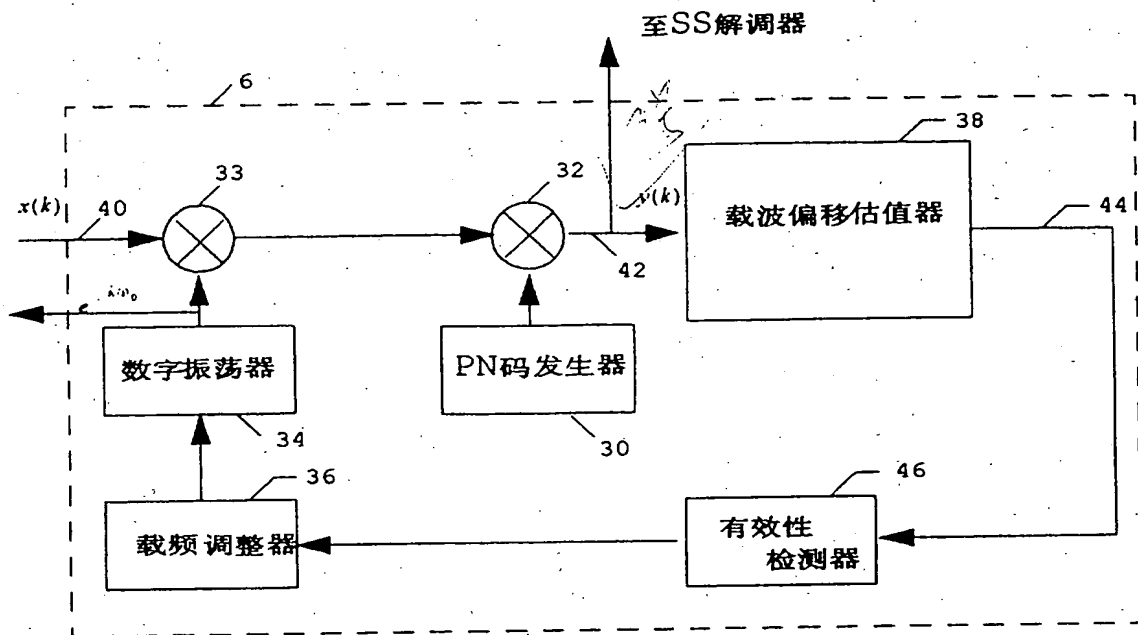 至SS解调器
6
38
33
32
x(k)
40
y(k)
载波偏移估值器
44
42
数字振荡器
PN码发生器
34
30
36
46
载频调整器
有效性
检测器